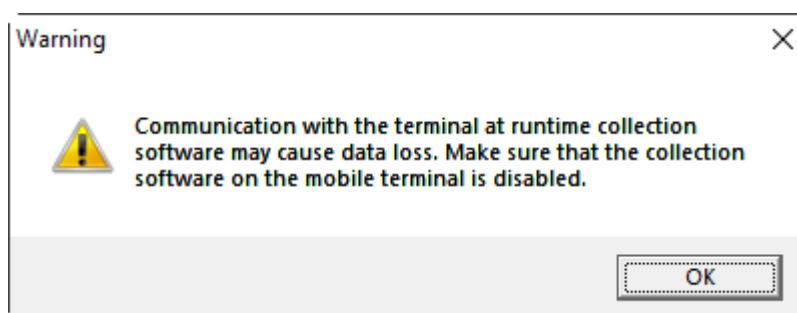 Warning
Communication with the terminal at runtime collection
software may cause data loss. Make sure that the collection
software on the mobile terminal is disabled.
OK